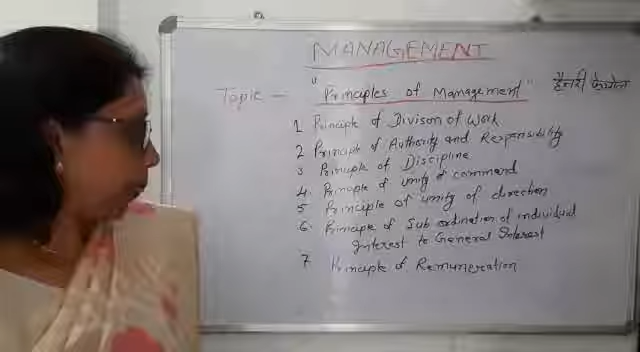 MANAGEMENT
Topic - "Principles of Management" हैनरी फेयोल
1 Principle of Divison of Work
2 Principle of Authority and Responsibility
3 Principle of Discipline
4. Principle of unity of command
5 Principle of unity of direction
6. Principle of Sub ordination of individual
Interest to General Interest
7 Principle of Remuneration